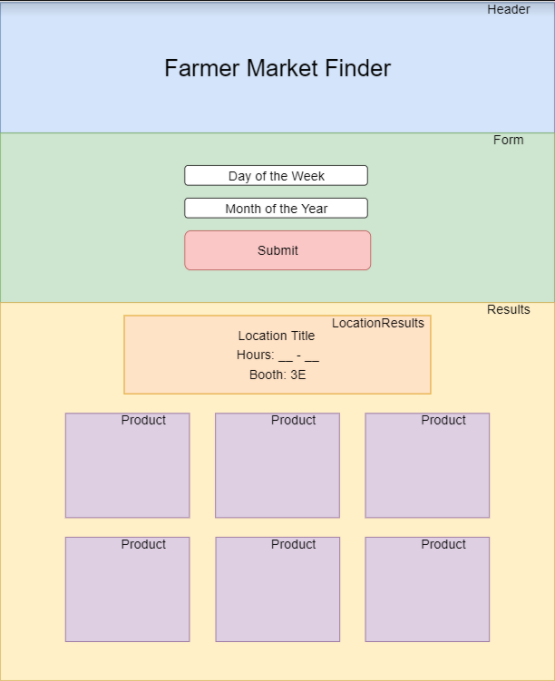 Header
Farmer Market Finder
Form
Day of the Week
Month of the Year
Submit
Results
LocationResults
Location Title
Hours: __ - __
Booth: 3E
Product
Product
Product
Product
Product
Product